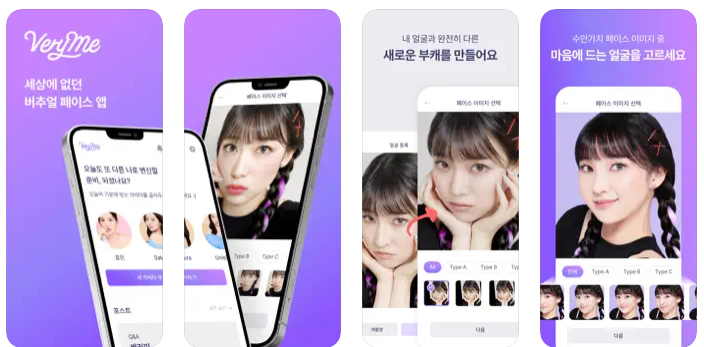 VeryMe
세상에 없던
버추얼 페이스 앱
VeryMe
오늘도 또 다른 나로 변신할
준비, 되셨나요?
포스트
Q&A
페이스 이미지 선택
Type B
내 얼굴과 완전히 다른
새로운 부캐를 만들어요
얼굴 등록
페이스 이미지 선택
All
Type A
Type B
다음
수만가지 페이스 이미지 중
마음에 드는 얼굴을 고르세요
페이스 이미지 선택
전체
Type A
Type B
Type C
다음